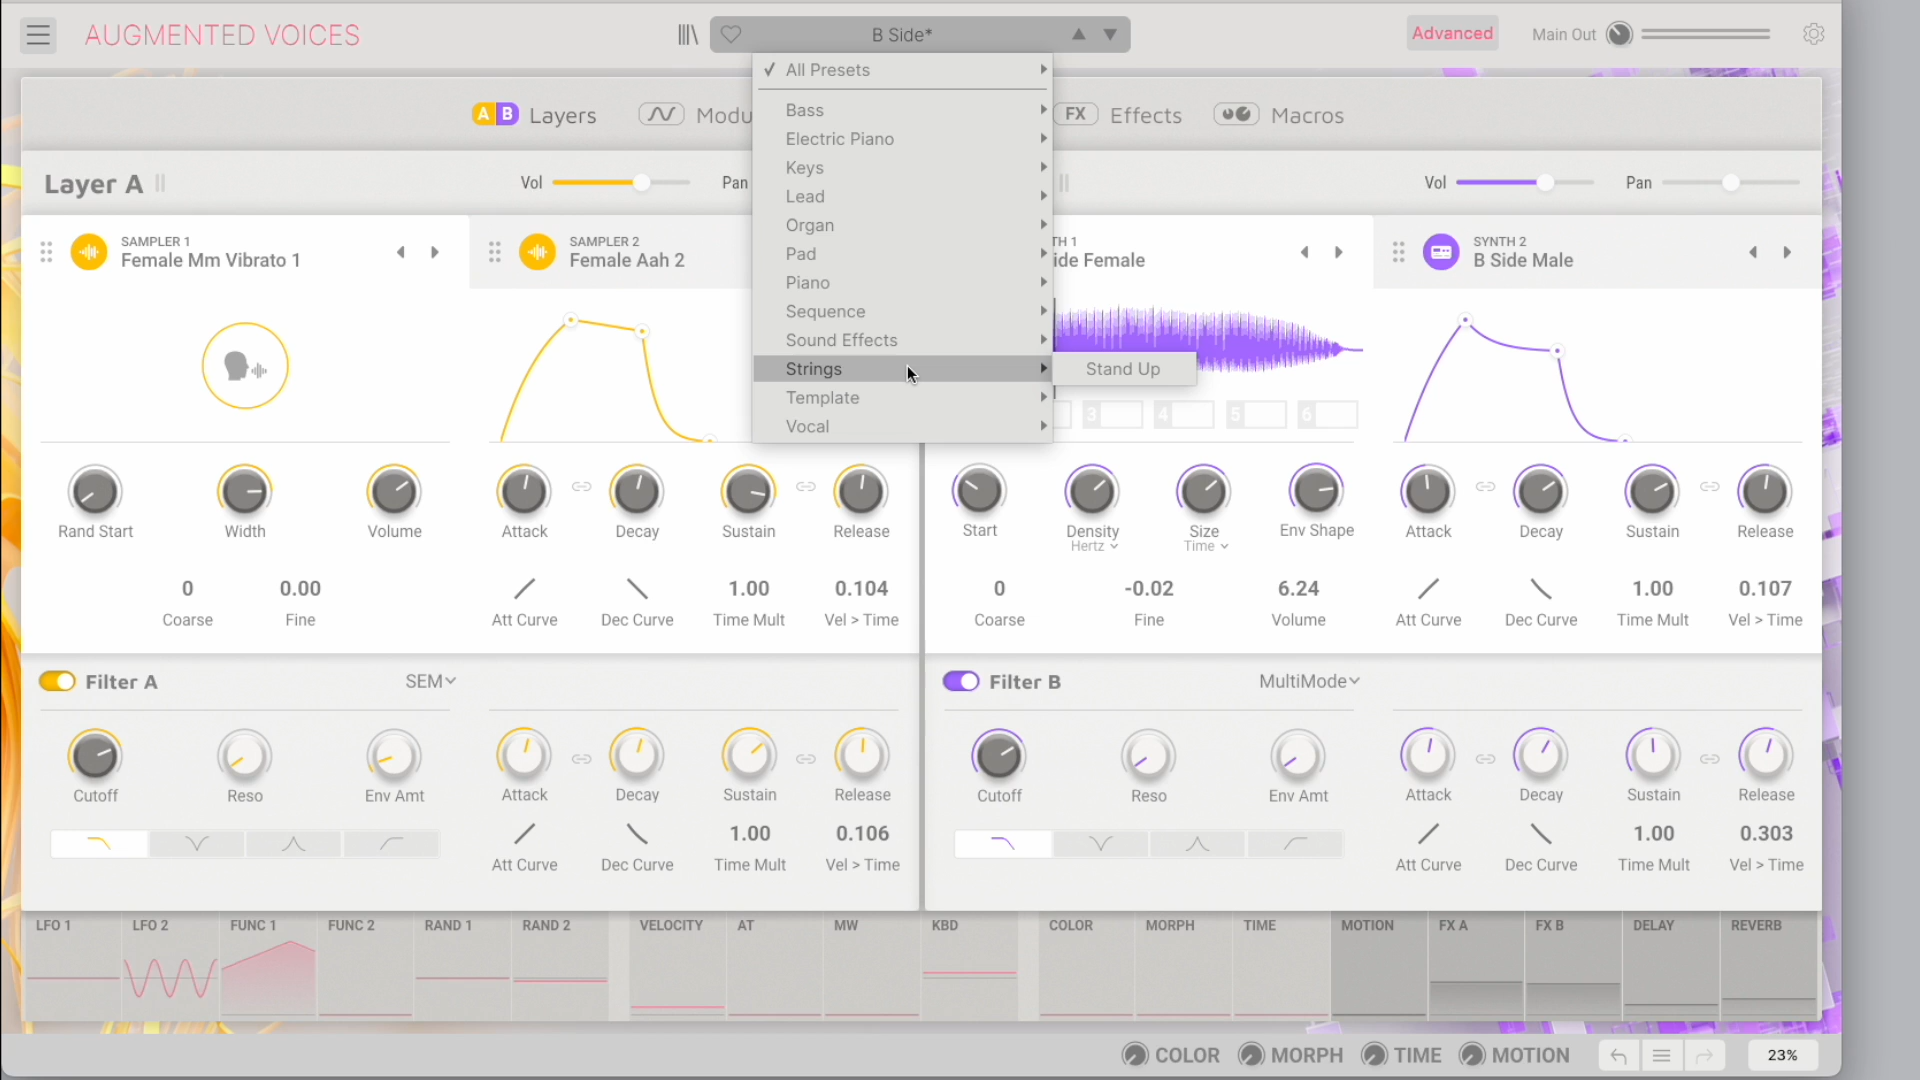 AUGMENTED VOICES
B Side*
Advanced
Main Out
All Presets
Bass
Electric Piano
Keys
Lead
Organ
Pad
Piano
Sequence
Sound Effects
Strings
Template
Vocal
Stand Up
A B Layers
Modu
FX Effects
Macros
Layer A
Vol
Pan
Vol
Pan
SAMPLER 1
Female Mm Vibrato 1
SAMPLER 2
Female Aah 2
TH 1
ide Female
SYNTH 2
B Side Male
3 4 5 6
Rand Start Width Volume Attack Decay Sustain Release
Start Density Size Env Shape Attack Decay Sustain Release
Hertz Time
0 0.00 1.00 0.104
Coarse Fine Att Curve Dec Curve Time Mult Vel > Time
0 -0.02 6.24 1.00 0.107
Coarse Fine Volume Att Curve Dec Curve Time Mult Vel > Time
Filter A SEM
Filter B MultiMode
Cutoff Reso Env Amt Attack Decay Sustain Release
Cutoff Reso Env Amt Attack Decay Sustain Release
1.00 0.106
Att Curve Dec Curve Time Mult Vel > Time
1.00 0.303
Att Curve Dec Curve Time Mult Vel > Time
LFO 1 LFO 2 FUNC 1 FUNC 2 RAND 1 RAND 2 VELOCITY AT MW KBD COLOR MORPH TIME MOTION FX A FX B DELAY REVERB
COLOR MORPH TIME MOTION 23%